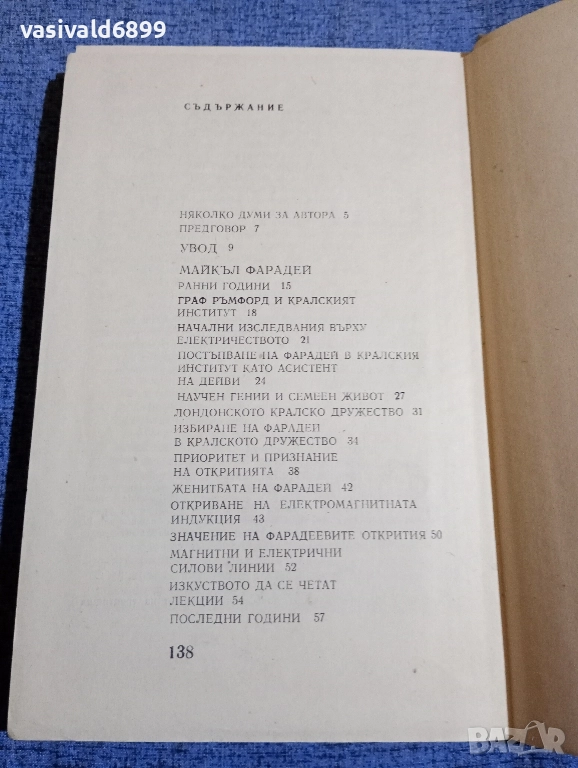 vasivald6899
СЪДЪРЖАНИЕ
НЯКОЛКО ДУМИ ЗА АВТОРА 5
ПРЕДГОВОР 7
УВОД 9
МАЙКЪЛ ФАРАДЕЙ
РАННИ ГОДИНИ 15
ГРАФ РЪМФОРД И КРАЛСКИЯТ
ИНСТИТУТ 18
НАЧАЛНИ ИЗСЛЕДВАНИЯ ВЪРХУ
ЕЛЕКТРИЧЕСТВОТО 21
ПОСТЪПВАНЕ НА ФАРАДЕЙ В КРАЛСКИЯ
ИНСТИТУТ КАТО АСИСТЕНТ
НА ДЕЙВИ 24
НАУЧЕН ГЕНИЙ И СЕМЕЕН ЖИВОТ 27
ЛОНДОНСКОТО КРАЛСКО ДРУЖЕСТВО 31
ИЗБИРАНЕ НА ФАРАДЕЙ
В КРАЛСКОТО ДРУЖЕСТВО 34
ПРИОРИТЕТ И ПРИЗНАНИЕ
НА ОТКРИТИЯТА 38
ЖЕНИТБАТА НА ФАРАДЕЙ 42
ОТКРИВАНЕ НА ЕЛЕКТРОМАГНИТНАТА
ИНДУКЦИЯ 43
ЗНАЧЕНИЕ НА ФАРАДЕЕВИТЕ ОТКРИТИЯ 50
МАГНИТНИ И ЕЛЕКТРИЧНИ
СИЛОВИ ЛИНИИ 52
ИЗКУСТВОТО ДА СЕ ЧЕТАТ
ЛЕКЦИИ 54
ПОСЛЕДНИ ГОДИНИ 57
138
BAZAR